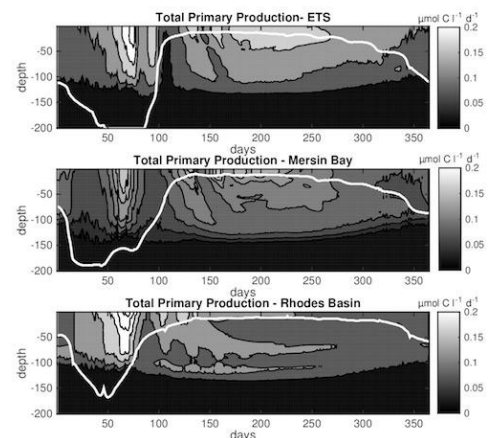 Total Primary Production- ETS
µmol C l⁻¹ d⁻¹
0.2
0.15
0.1
0.05
0
-50
-100
-150
-200
depth
50 100 150 200 250 300 350
days
Total Primary Production - Mersin Bay
µmol C l⁻¹ d⁻¹
0.2
0.15
0.1
0.05
0
-50
-100
-150
-200
depth
50 100 150 200 250 300 350
days
Total Primary Production - Rhodes Basin
µmol C l⁻¹ d⁻¹
0.2
0.15
0.1
0.05
0
-50
-100
-150
-200
depth
50 100 150 200 250 300 350
days